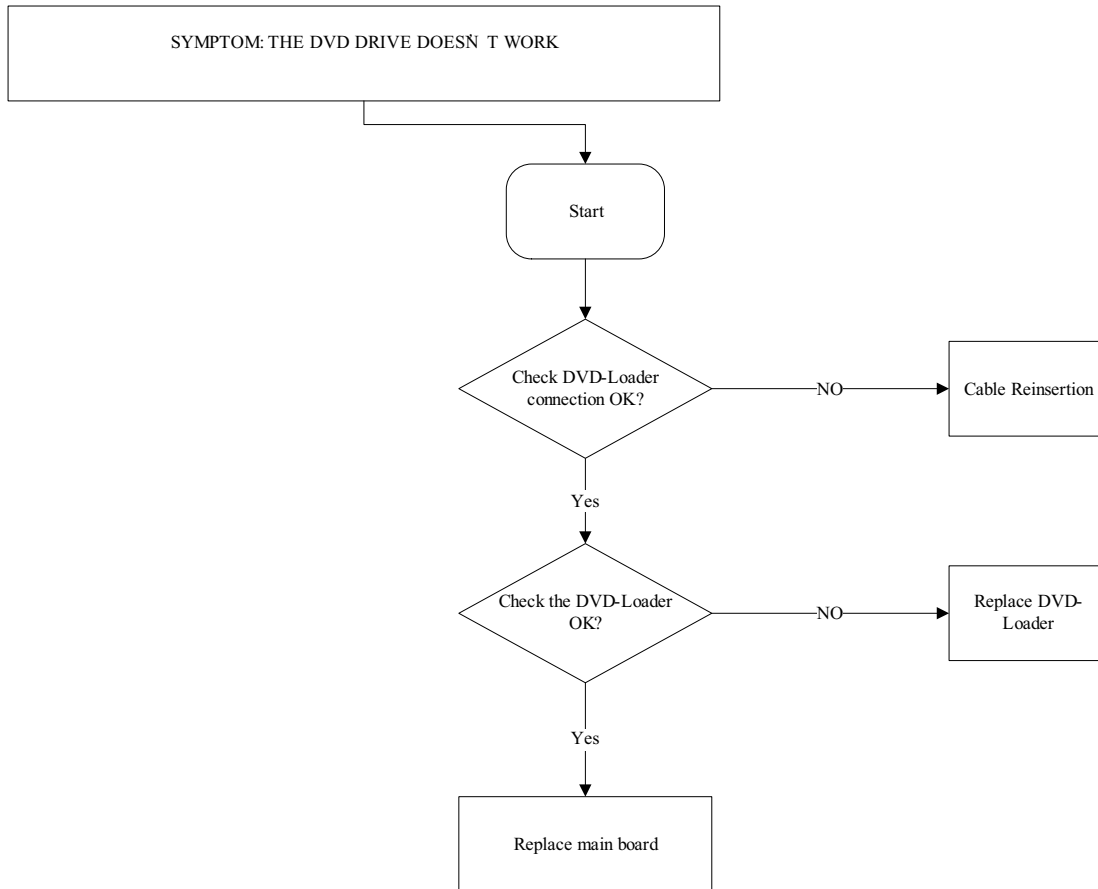 SYMPTOM: THE DVD DRIVE DOESN`T WORK
Start
Check DVD-Loader
connection OK?
NO
Cable Reinsertion
Yes
Check the DVD-Loader
OK?
NO
Replace DVD-
Loader
Yes
Replace main board